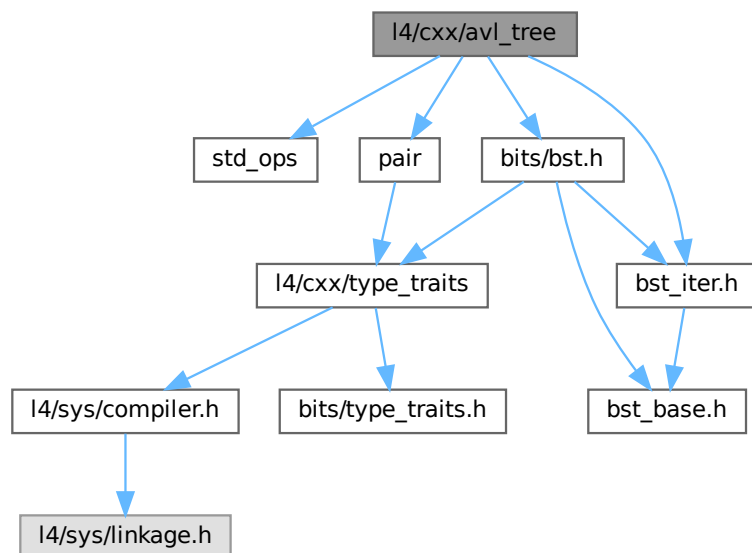 l4/cxx/avl_tree
std_ops
pair
bits/bst.h
l4/cxx/type_traits
bst_iter.h
l4/sys/compiler.h
bits/type_traits.h
bst_base.h
l4/sys/linkage.h